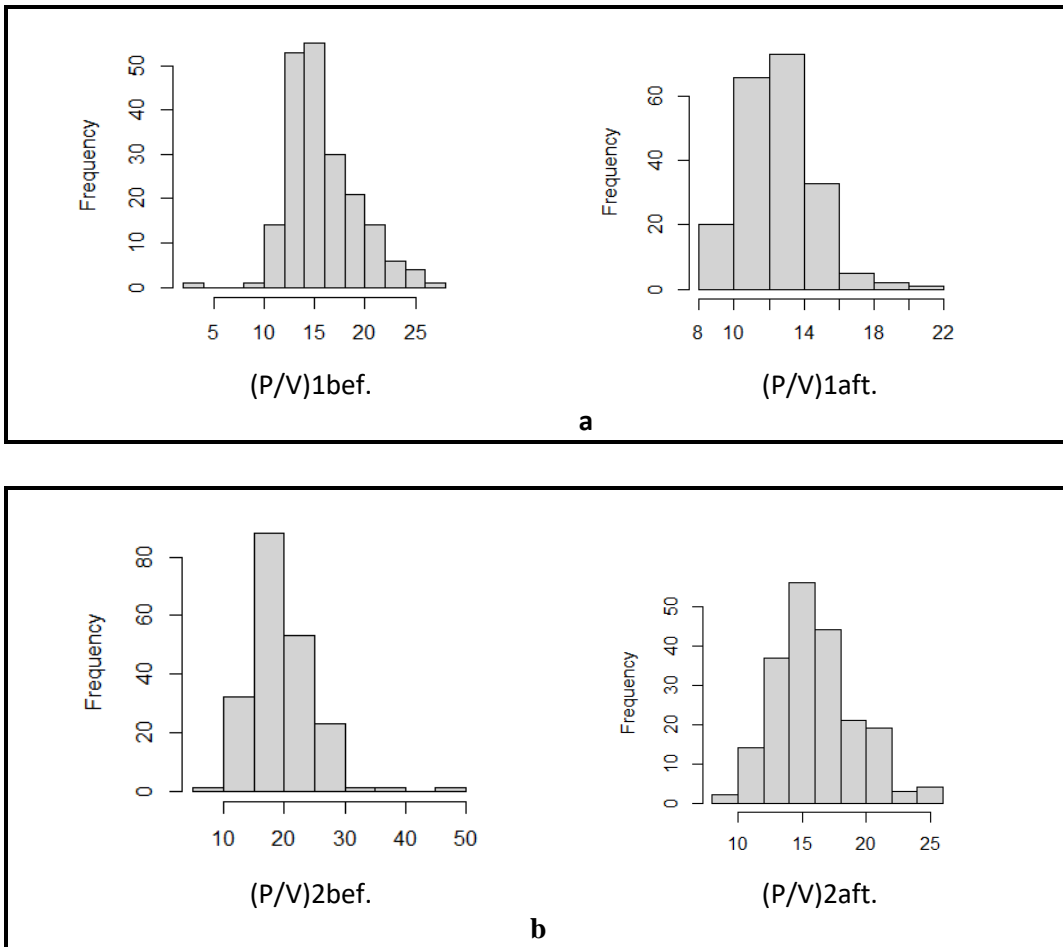 Frequency
0 10 20 30 40 50
5 10 15 20 25
(P/V)1bef.
Frequency
0 20 40 60
8 10 14 18 22
(P/V)1aft.
a
Frequency
0 20 40 60 80
10 20 30 40 50
(P/V)2bef.
Frequency
0 10 20 30 40 50
10 15 20 25
(P/V)2aft.
b